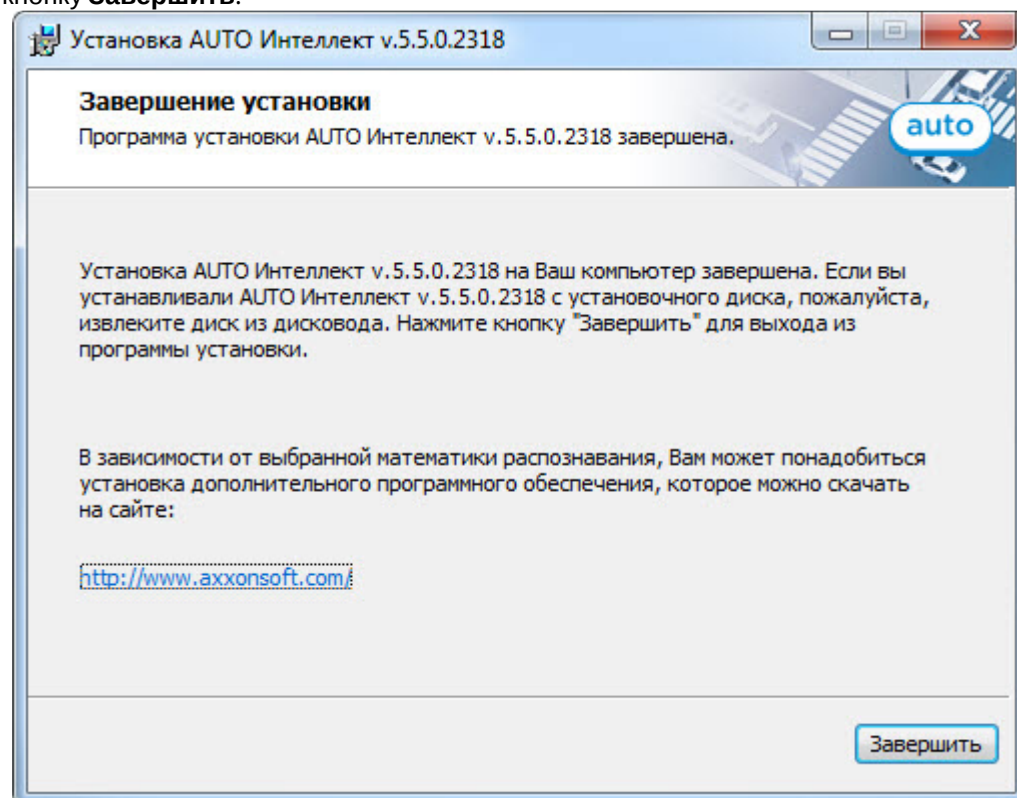 кнопку Завершить.
Установка AUTO Интеллект v.5.5.0.2318
Завершение установки
Программа установки AUTO Интеллект v.5.5.0.2318 завершена.
auto
Установка AUTO Интеллект v.5.5.0.2318 на Ваш компьютер завершена. Если вы
устанавливали AUTO Интеллект v.5.5.0.2318 с установочного диска, пожалуйста,
извлеките диск из дисковода. Нажмите кнопку "Завершить" для выхода из
программы установки.
В зависимости от выбранной математики распознавания, Вам может понадобиться
установка дополнительного программного обеспечения, которое можно скачать
на сайте:
http://www.axxonsoft.com/
Завершить